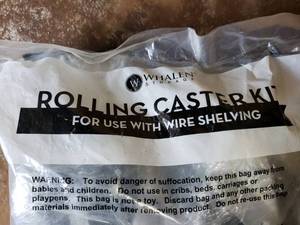 W
WHALEN
STORAGE
ROLLING CASTER KIT
FOR USE WITH WIRE SHELVING
WARNING: To avoid danger of suffocation, keep this bag away from
babies and children. Do not use in cribs, beds, carriages or
playpens. This bag is not a toy. Discard bag and any other packing
materials immediately after removing product. Do not re-use this bag